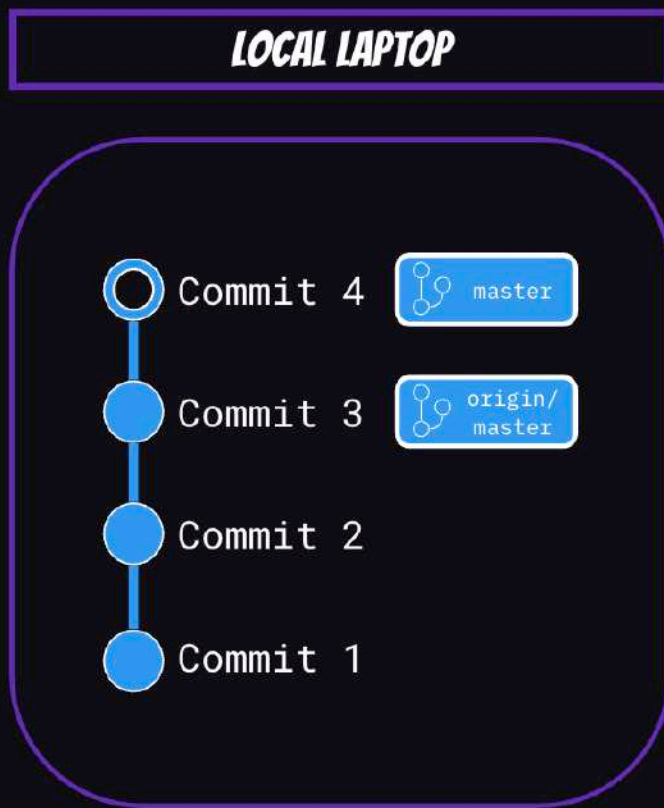 LOCAL LAPTOP
Commit 4
master
Commit 3
origin/
master
Commit 2
Commit 1